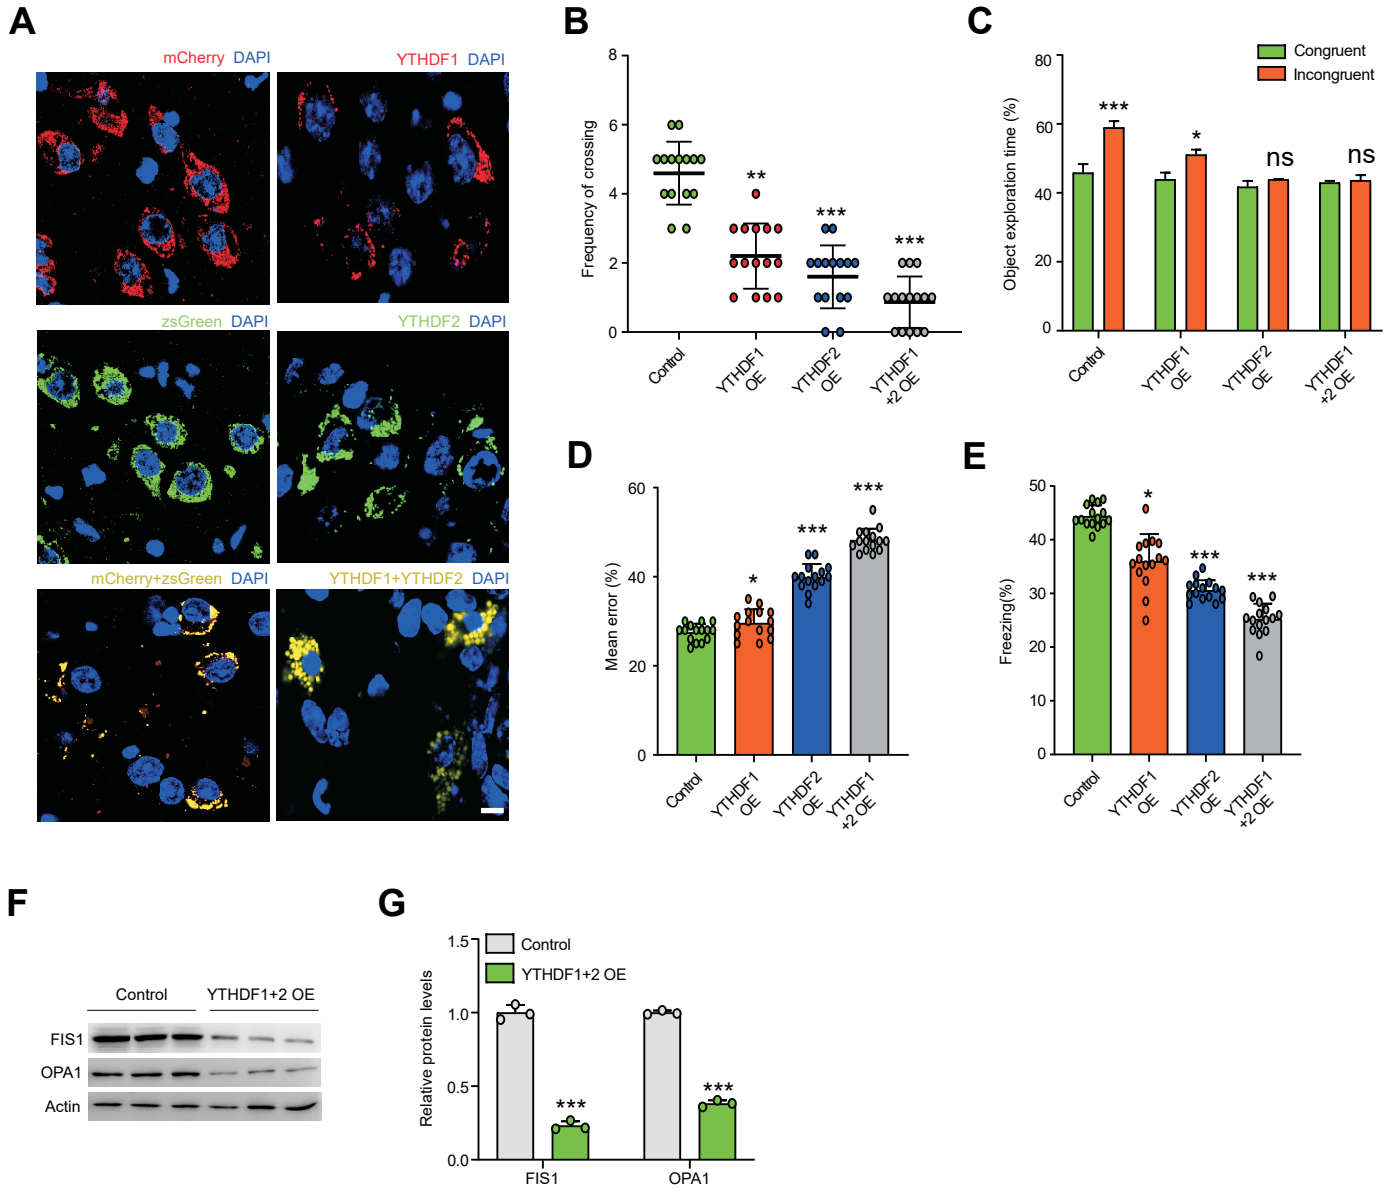 A
mCherry DAPI
YTHDF1 DAPI
zsGreen DAPI
YTHDF2 DAPI
mCherry+zsGreen DAPI
YTHDF1+YTHDF2 DAPI
B
Frequency of crossing
8
6
4
2
0
**
***
***
Control
YTHDF1
OE
YTHDF2
OE
YTHDF1
+2 OE
C
Congruent
Incongruent
Object exploration time (%)
80
60
40
20
0
***
*
ns
ns
Control
YTHDF1
OE
YTHDF2
OE
YTHDF1
+2 OE
D
Mean error (%)
60
40
20
0
*
***
***
Control
YTHDF1
OE
YTHDF2
OE
YTHDF1
+2 OE
E
Freezing(%)
50
40
30
20
10
0
*
***
***
Control
YTHDF1
OE
YTHDF2
OE
YTHDF1
+2 OE
F
Control YTHDF1+2 OE
FIS1
OPA1
Actin
G
Control
YTHDF1+2 OE
Relative protein levels
1.5
1.0
0.5
0.0
***
***
FIS1 OPA1